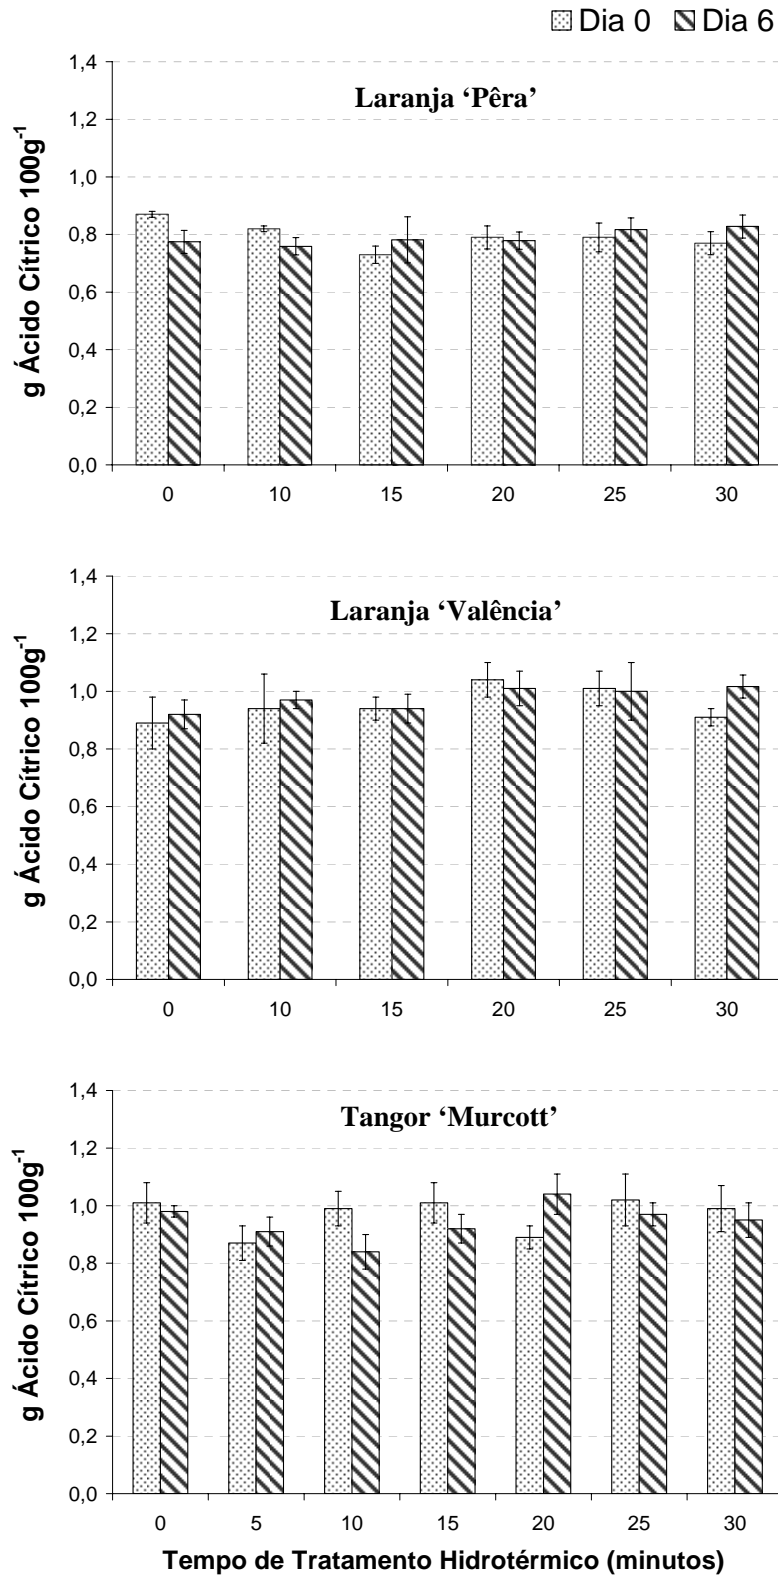 Dia 0 Dia 6
Laranja ‘Pêra’
g Ácido Cítrico 100g-1
1,4
1,2
1,0
0,8
0,6
0,4
0,2
0,0
0 10 15 20 25 30
Laranja ‘Valência’
g Ácido Cítrico 100g-1
1,4
1,2
1,0
0,8
0,6
0,4
0,2
0,0
0 10 15 20 25 30
Tangor ‘Murcott’
g Ácido Cítrico 100g-1
1,4
1,2
1,0
0,8
0,6
0,4
0,2
0,0
0 5 10 15 20 25 30
Tempo de Tratamento Hidrotérmico (minutos)